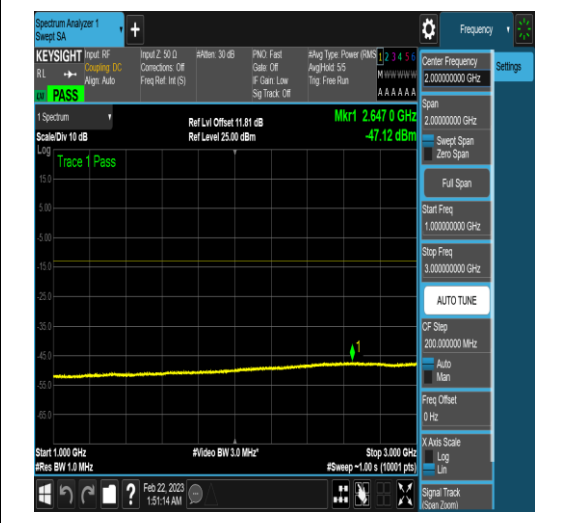 Spectrum Analyzer 1
Swept SA
+
Frequency
KEYSIGHT
RL
Input: RF
Coupling: DC
Align: Auto
Input Z: 50 Ω
Corrections: Off
Freq Ref: Int (S)
#Atten: 30 dB
PNO: Fast
Gate: Off
IF Gain: Low
Sig Track: Off
#Avg Type: Power (RMS
Avg|Hold: 5/5
Trig: Free Run
1 2 3 4 5 6
M W W W W W
A A A A A A
PASS
1 Spectrum
Scale/Div 10 dB
Ref Lvl Offset 11.81 dB
Ref Level 25.00 dBm
Mkr1 2.647 0 GHz
-47.12 dBm
Log
Trace 1 Pass
15.0
5.00
-5.00
-15.0
-25.0
-35.0
-45.0
-55.0
-65.0
1
Start 1.000 GHz
#Res BW 1.0 MHz
#Video BW 3.0 MHz*
Stop 3.000 GHz
#Sweep ~1.00 s (10001 pts)
?
Feb 22, 2023
1:51:14 AM
Center Frequency
2.000000000 GHz
Settings
Span
2.00000000 GHz
Swept Span
Zero Span
Full Span
Start Freq
1.000000000 GHz
Stop Freq
3.000000000 GHz
AUTO TUNE
CF Step
200.000000 MHz
Auto
Man
Freq Offset
0 Hz
X Axis Scale
Log
Lin
Signal Track
(Span Zoom)